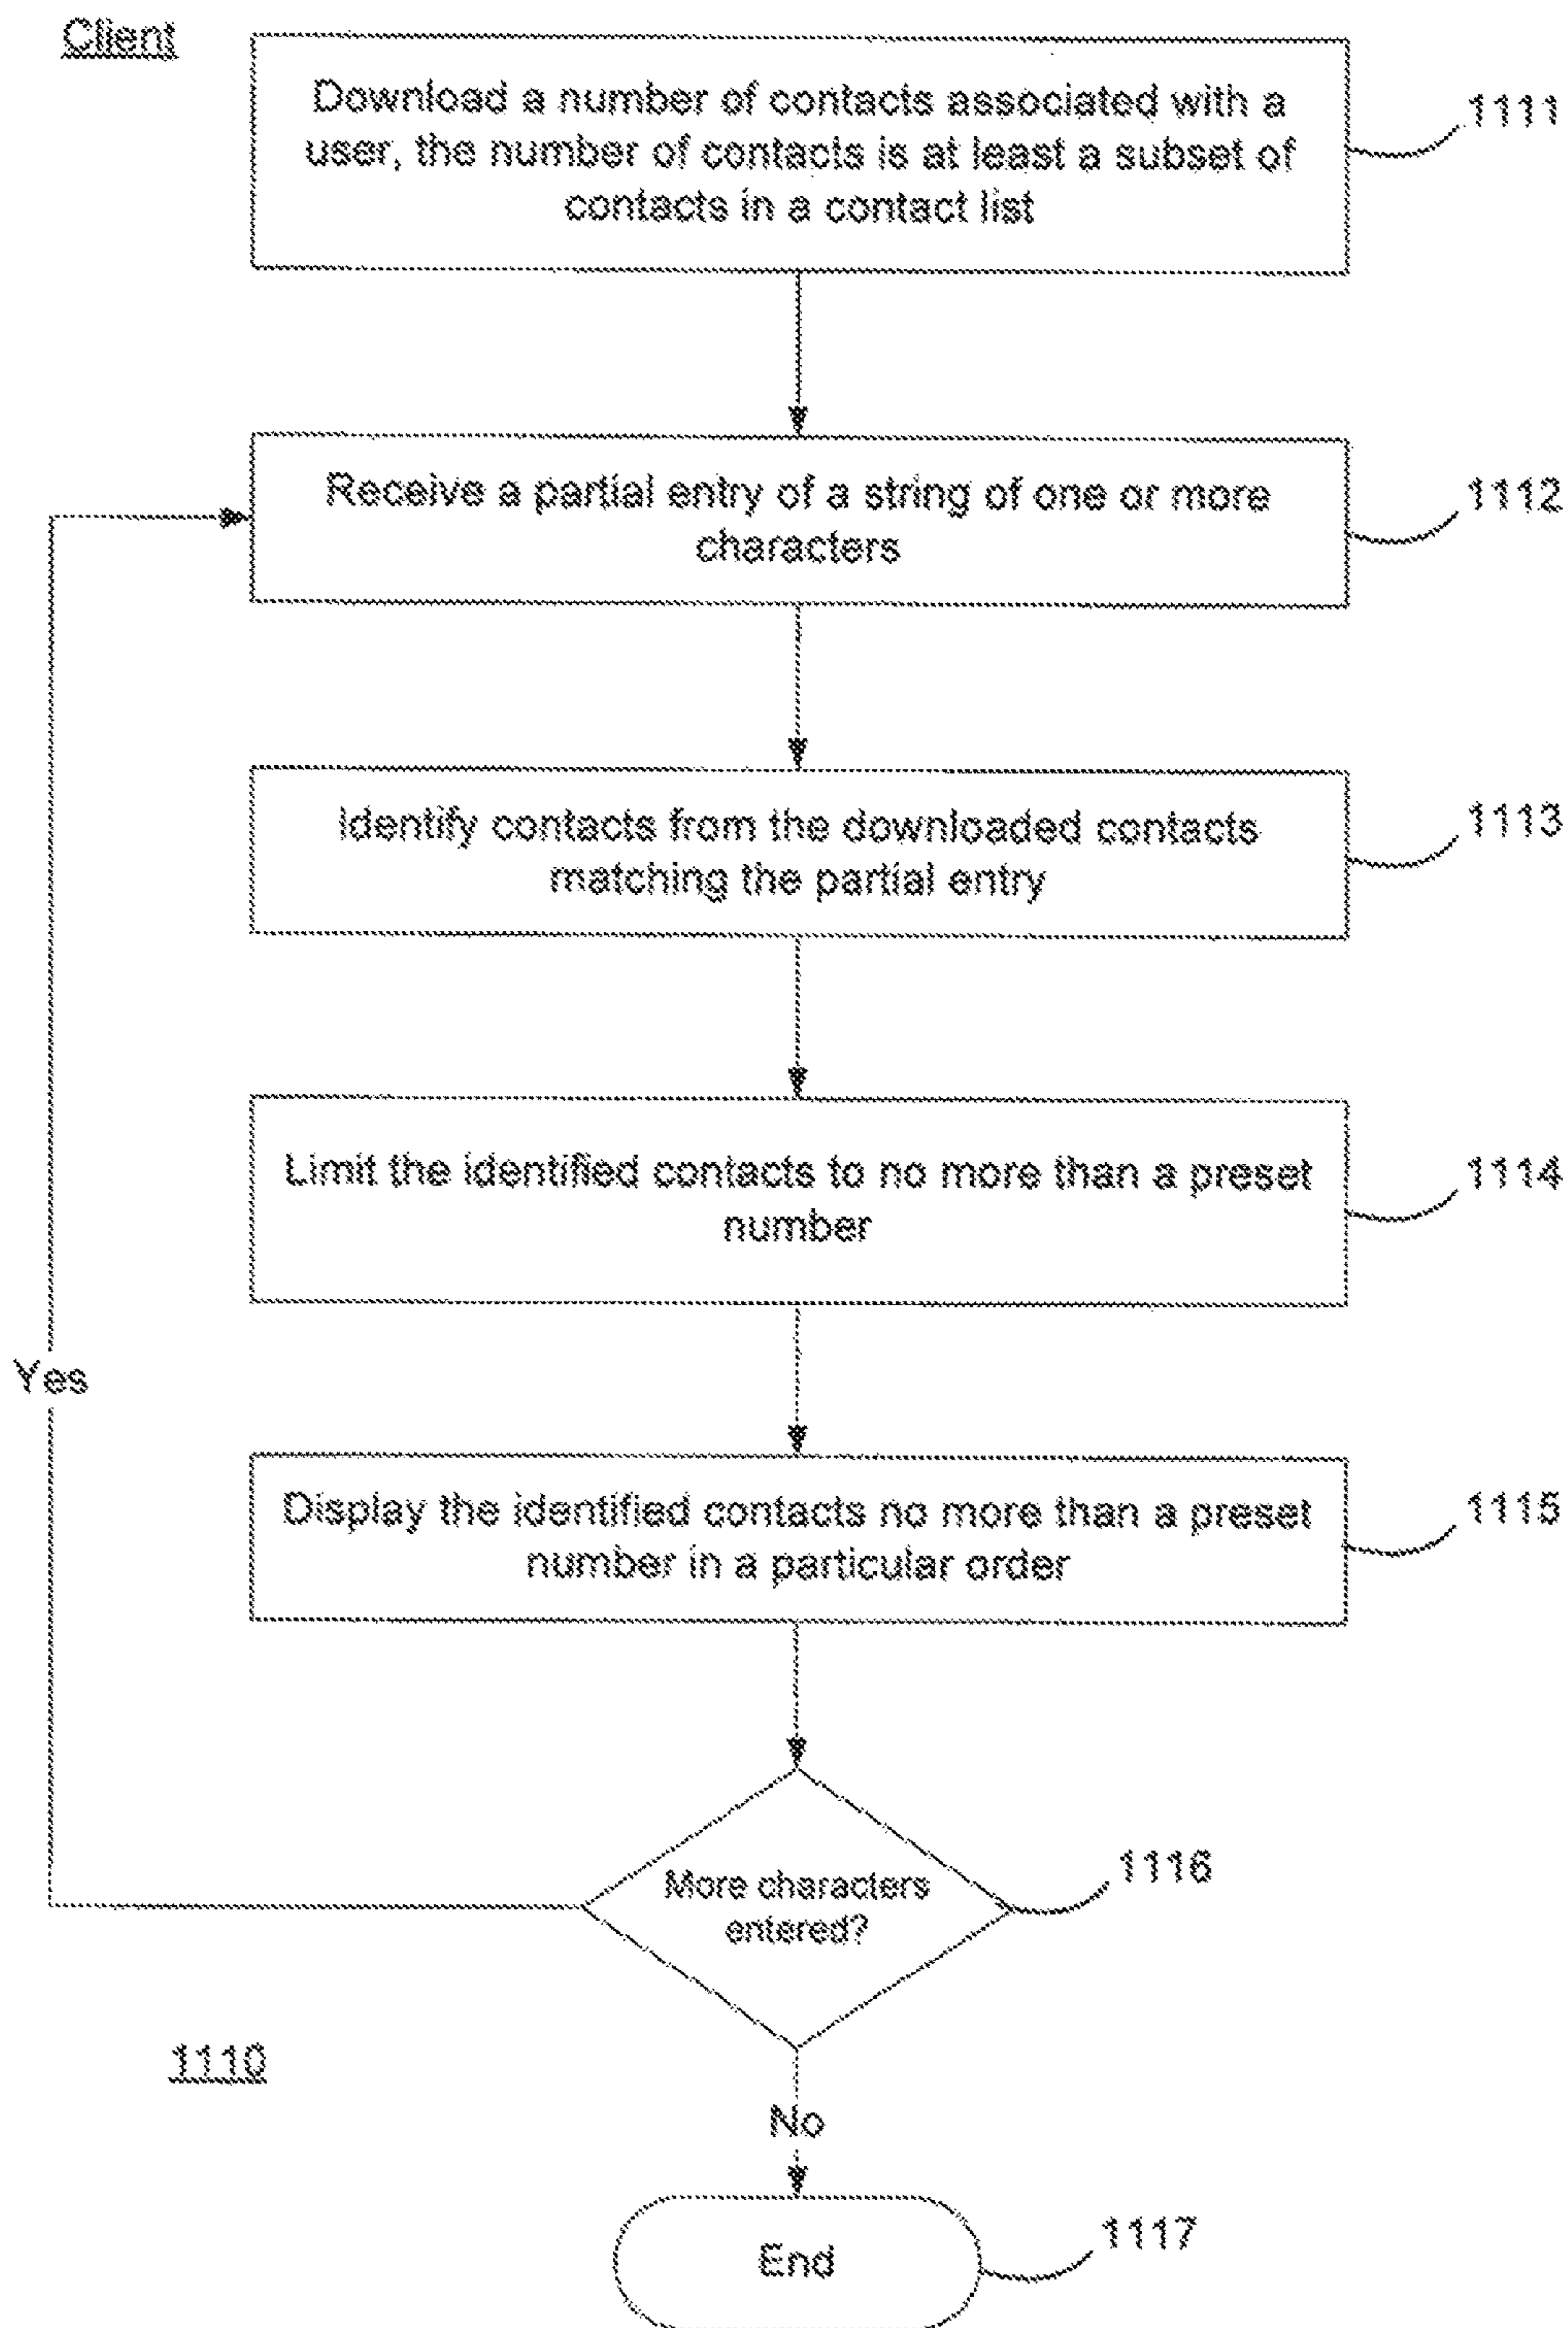 Client
Download a number of contacts associated with a
user, the number of contacts is at least a subset of
contacts in a contact list
1111
Receive a partial entry of a string of one or more
characters
1112
Identify contacts from the downloaded contacts
matching the partial entry
1113
Limit the identified contacts to no more than a preset
number
1114
Yes
Display the identified contacts no more than a preset
number in a particular order
1115
More characters
entered?
1116
1110
No
End
1117